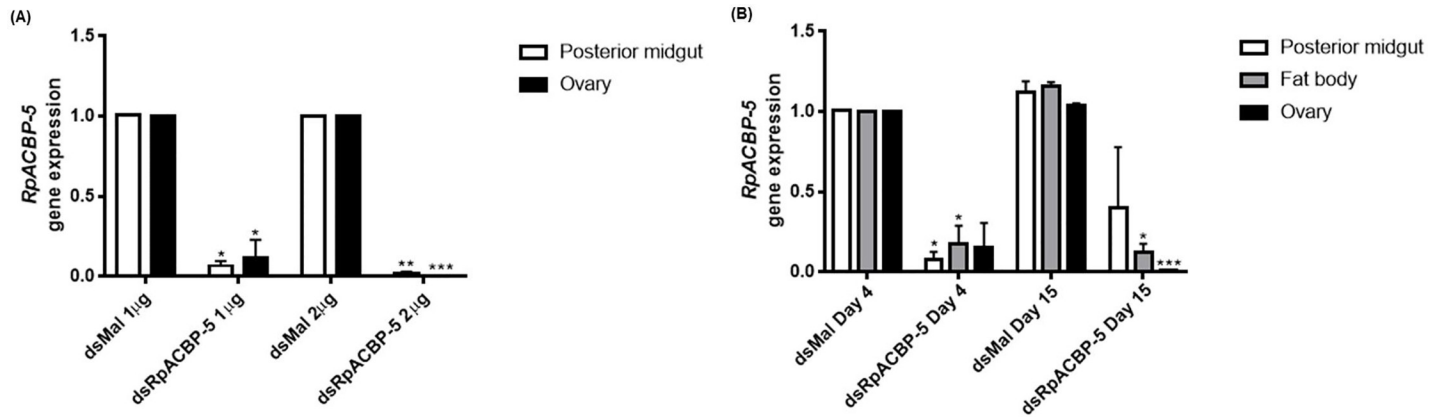 (A)
1.5
1.0
0.5
0.0
RpACBP-5
gene expression
* * ** ***
dsMal 1μg
dsRpACBP-5 1μg
dsMal 2μg
dsRpACBP-5 2μg
Posterior midgut
Ovary
(B)
1.5
1.0
0.5
0.0
RpACBP-5
gene expression
* * * ***
dsMal Day 4
dsRpACBP-5 Day 4
dsMal Day 15
dsRpACBP-5 Day 15
Posterior midgut
Fat body
Ovary